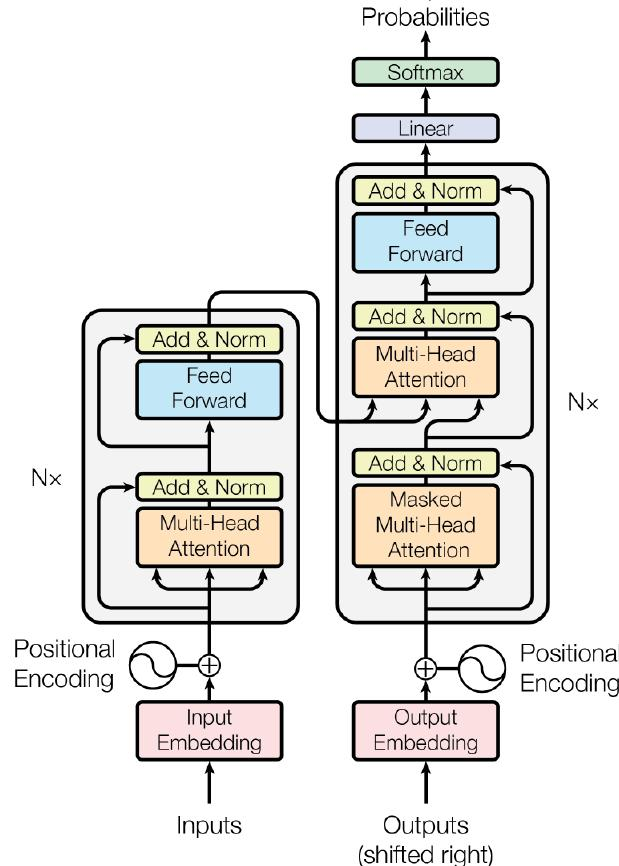 Probabilities
Softmax
Linear
Add & Norm
Feed
Forward
Add & Norm
Multi-Head
Attention
Add & Norm
Masked
Multi-Head
Attention
N×
Add & Norm
Feed
Forward
Add & Norm
Multi-Head
Attention
N×
Positional
Encoding
Positional
Encoding
Input
Embedding
Output
Embedding
Inputs
Outputs
(shifted right)